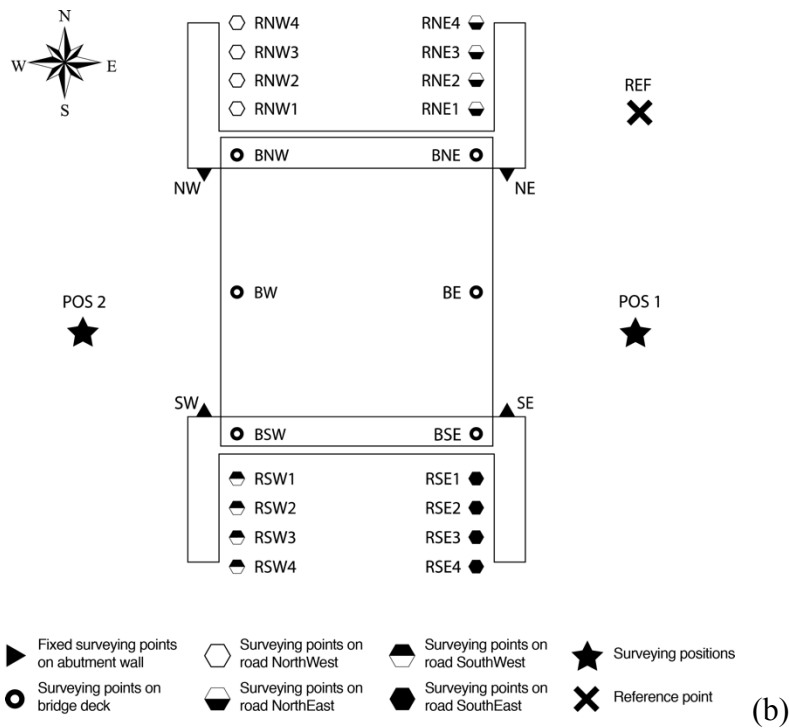 N
W E
S
RNW4 RNE4
RNW3 RNE3
RNW2 RNE2
RNW1 RNE1
REF
BNW BNE
NW NE
BW BE
POS 2 POS 1
SW SE
BSW BSE
RSW1 RSE1
RSW2 RSE2
RSW3 RSE3
RSW4 RSE4
Fixed surveying points
on abutment wall
Surveying points on
road NorthWest
Surveying points on
road SouthWest
Surveying positions
Surveying points on
bridge deck
Surveying points on
road NorthEast
Surveying points on
road SouthEast
Reference point
(b)